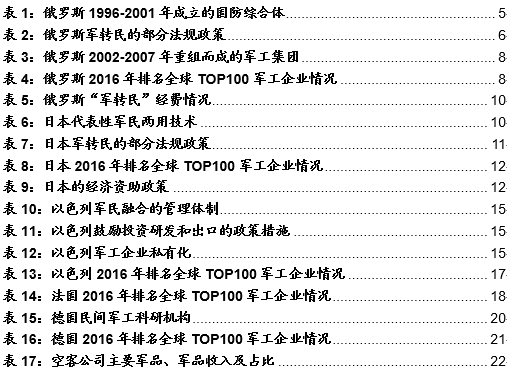 表 1：俄罗斯 1996-2001 年成立的国防综合体 5
表 2：俄罗斯军转民的部分法规政策 6
表 3：俄罗斯 2002-2007 年重组而成的军工集团 8
表 4：俄罗斯 2016 年排名全球 TOP100 军工企业情况 8
表 5：俄罗斯“军转民”经费情况 10
表 6：日本代表性军民两用技术 10
表 7：日本军转民的部分法规政策 11
表 8：日本 2016 年排名全球 TOP100 军工企业情况 12
表 9：日本的经济资助政策 12
表 10：以色列军民融合的管理体制 15
表 11：以色列鼓励投资研发和出口的政策措施 15
表 12：以色列军工企业私有化 15
表 13：以色列 2016 年排名全球 TOP100 军工企业情况 17
表 14：法国 2016 年排名全球 TOP100 军工企业情况 18
表 15：德国民间军工科研机构 20
表 16：德国 2016 年排名全球 TOP100 军工企业情况 21
表 17：空客公司主要军品、军品收入及占比 22